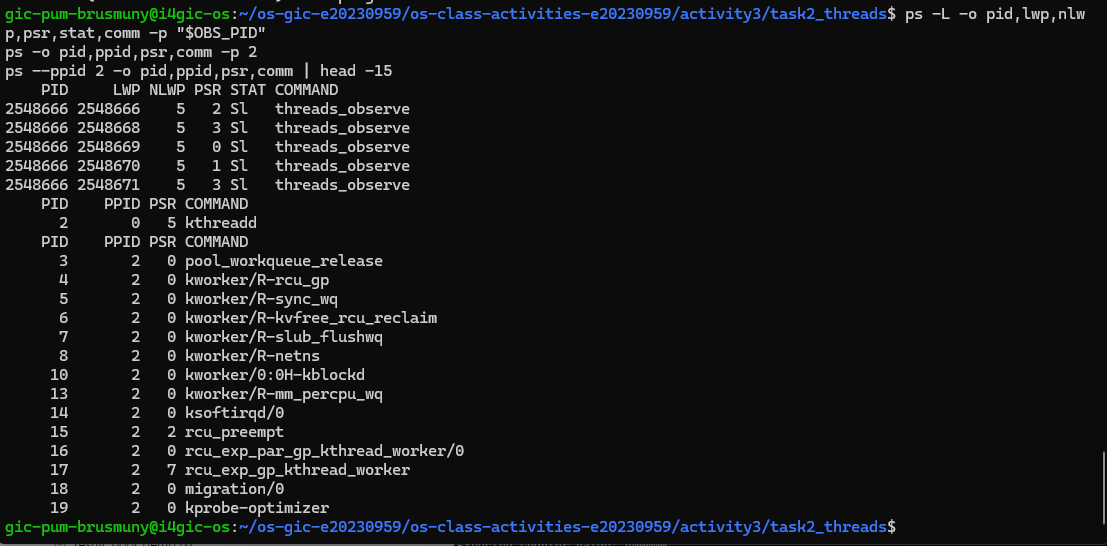 gic-pum-brusmuny@i4gic-os:~/os-gic-e20230959/os-class-activities-e20230959/activity3/task2_threads$ ps -L -o pid,lwp,nlw
p,psr,stat,comm -p "$OBS_PID"
ps -o pid,ppid,psr,comm -p 2
ps --ppid 2 -o pid,ppid,psr,comm | head -15
    PID     LWP NLWP PSR STAT COMMAND
2548666 2548666    5   2 Sl   threads_observe
2548666 2548668    5   3 Sl   threads_observe
2548666 2548669    5   0 Sl   threads_observe
2548666 2548670    5   1 Sl   threads_observe
2548666 2548671    5   3 Sl   threads_observe
    PID    PPID PSR COMMAND
      2       0   5 kthreadd
    PID    PPID PSR COMMAND
      3       2   0 pool_workqueue_release
      4       2   0 kworker/R-rcu_gp
      5       2   0 kworker/R-sync_wq
      6       2   0 kworker/R-kvfree_rcu_reclaim
      7       2   0 kworker/R-slub_flushwq
      8       2   0 kworker/R-netns
     10       2   0 kworker/0:0H-kblockd
     13       2   0 kworker/R-mm_percpu_wq
     14       2   0 ksoftirqd/0
     15       2   2 rcu_preempt
     16       2   0 rcu_exp_par_gp_kthread_worker/0
     17       2   7 rcu_exp_gp_kthread_worker
     18       2   0 migration/0
     19       2   0 kprobe-optimizer
gic-pum-brusmuny@i4gic-os:~/os-gic-e20230959/os-class-activities-e20230959/activity3/task2_threads$